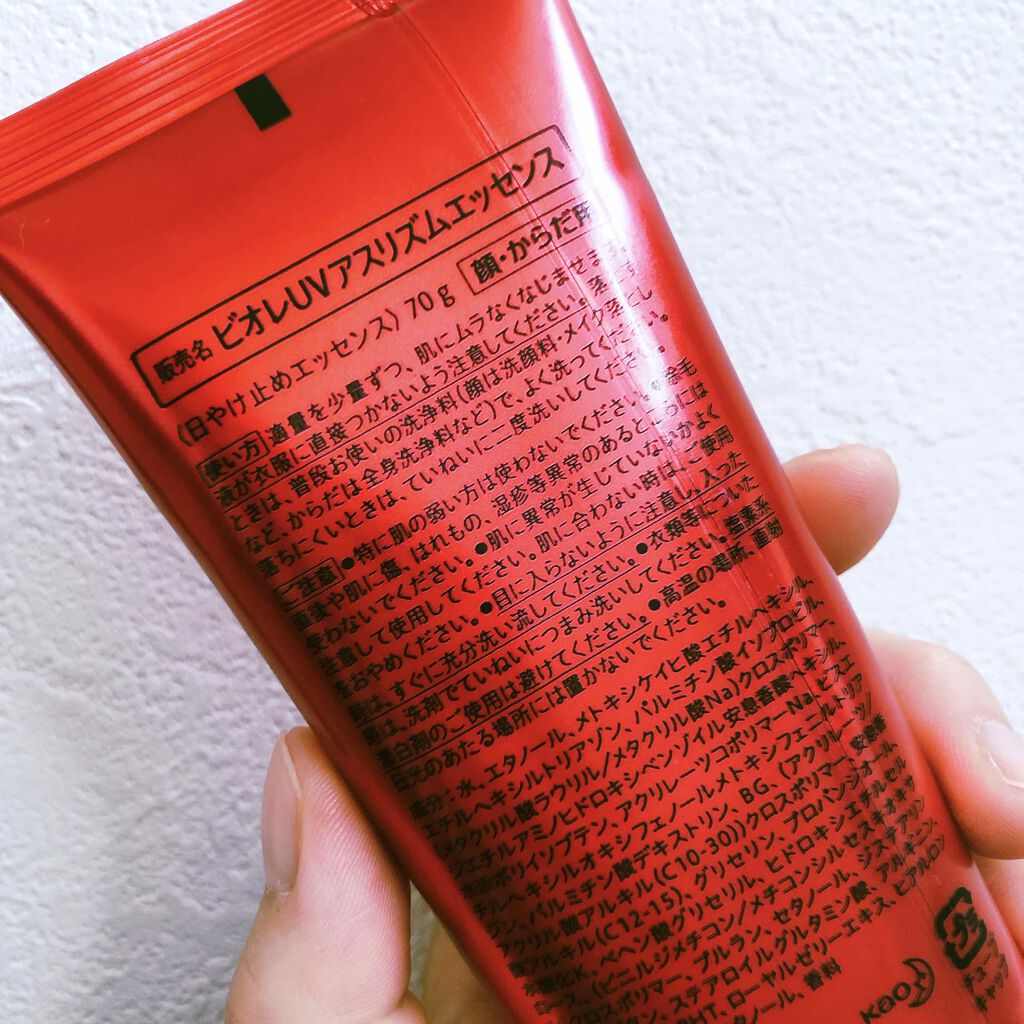 販売名 ビオレUVアスリズムエッセンス
〈日やけ止めエッセンス〉70g 顔・からだ用
使い方 適量を少量ずつ、肌にムラなくなじませます。
液が衣服に直接つかないよう注意してください。落とす
ときは、普段お使いの洗浄料(顔は洗顔料・メイク落とし
など、からだは全身洗浄料など)で、よく洗ってください。
落ちにくいときは、ていねいに二度洗いしてください。
ご注意 ●特に肌の弱い方は使わないでください。●除毛
直後や肌に傷、はれもの、湿疹等異常のあるところには
使わないでください。●肌に異常が生じていないかよく
注意して使用してください。肌に合わない時は、ご使用
をおやめください。●目に入らないように注意し、入った
時は、すぐに充分洗い流してください。●衣類等についた
時は、洗剤でていねいにつまみ洗いしてください。塩素系
漂白剤のご使用は避けてください。●高温の場所、直射
日光のあたる場所には置かないでください。
成分:水、エタノール、メトキシケイヒ酸エチルヘキシル、
エチルヘキシルトリアゾン、パルミチン酸イソプロピル、
(メタクリル酸ラウリル/メタクリル酸Na)クロスポリマー、
ジエチルアミノヒドロキシベンゾイル安息香酸ヘキシル、
水添ポリイソブテン、アクリレーツコポリマーNa、ビスエ
チルヘキシルオキシフェノールメトキシフェニルトリア
ジン、パルミチン酸デキストリン、BG、(アクリレーツ/
アクリル酸アルキル(C10-30))クロスポリマー、安息香
酸アルキル(C12-15)、グリセリン、プロパンジオール、
ベヘン酸グリセリル、ヒドロキシエチルセル
ロース、(ビニルジメチコン/メチコンシルセスキオキサン)
クロスポリマー、プルラン、セタノール、
ステアロイルグルタミン酸、アルギニン、
BHT、ローヤルゼリーエキス、ヒアルロン
香料
Kao